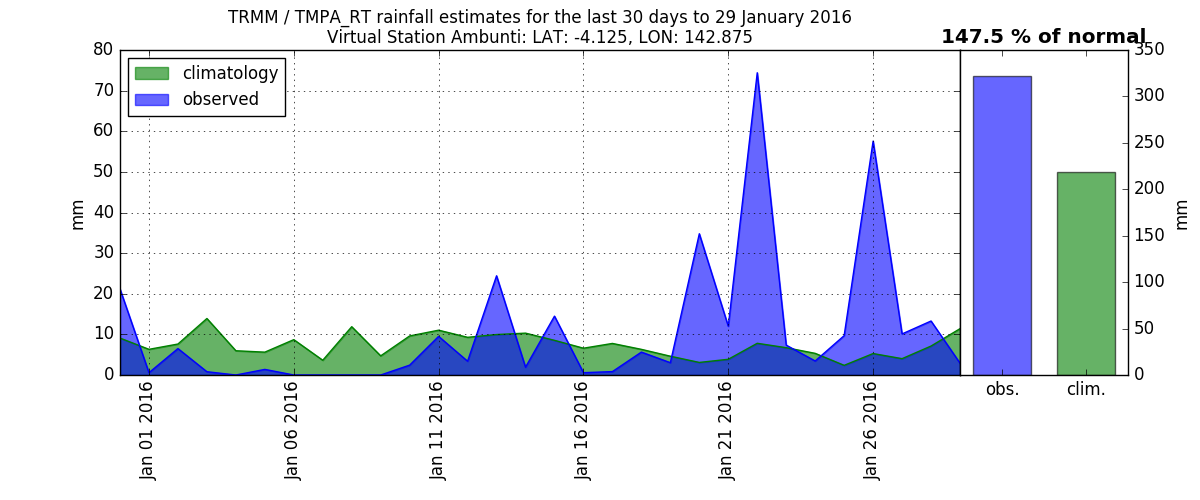 TRMM / TMPA_RT rainfall estimates for the last 30 days to 29 January 2016
Virtual Station Ambunti: LAT: -4.125, LON: 142.875
147.5 % of normal
climatology
observed
80
70
60
50
40
30
20
10
0
mm
Jan 01 2016
Jan 06 2016
Jan 11 2016
Jan 16 2016
Jan 21 2016
Jan 26 2016
350
300
250
200
150
100
50
0
mm
obs.
clim.